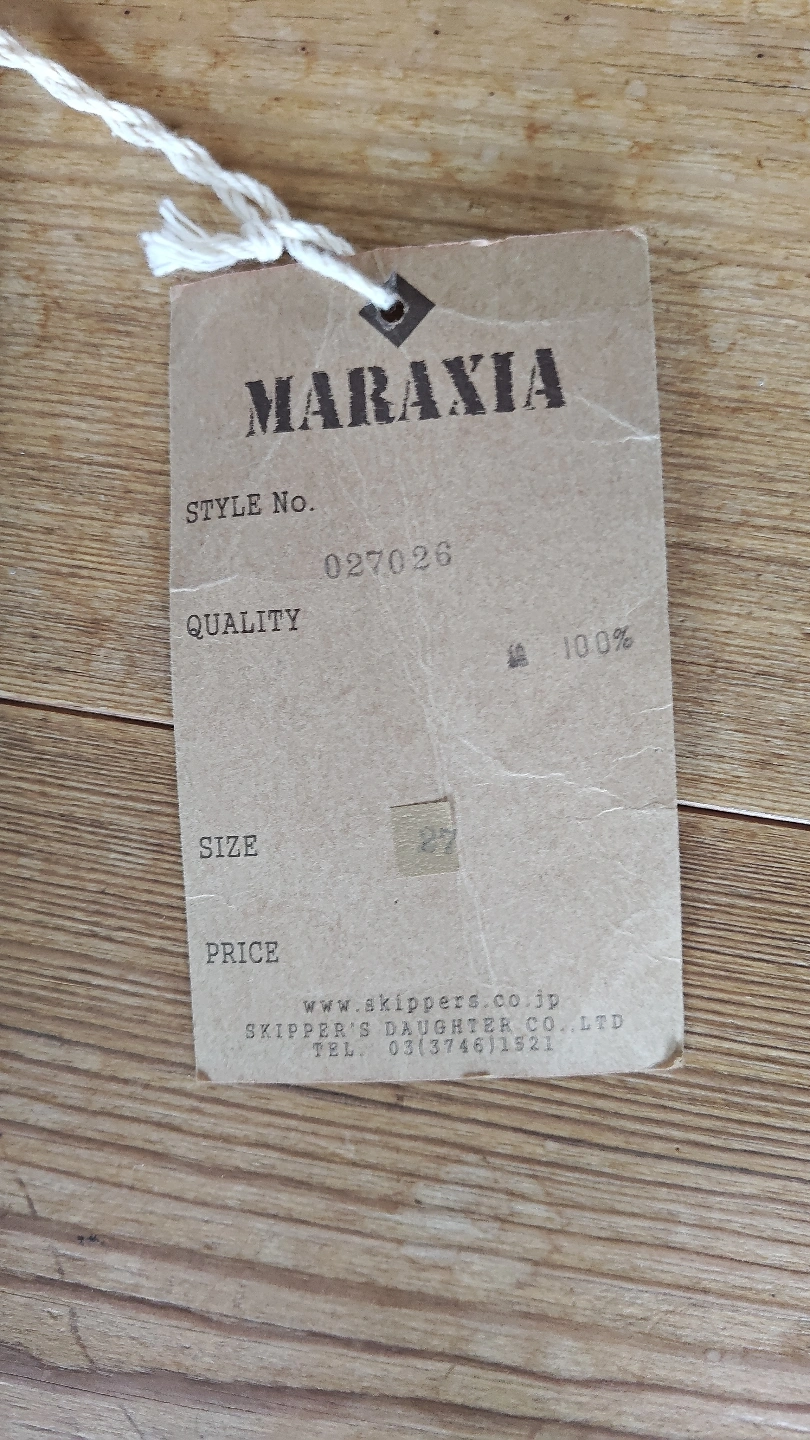 MARAXIA
STYLE No.
027026
QUALITY
綿 100%
SIZE
87
PRICE
www.skippers.co.jp
SKIPPER'S DAUGHTER CO.,LTD
TEL. 03(3746)1521